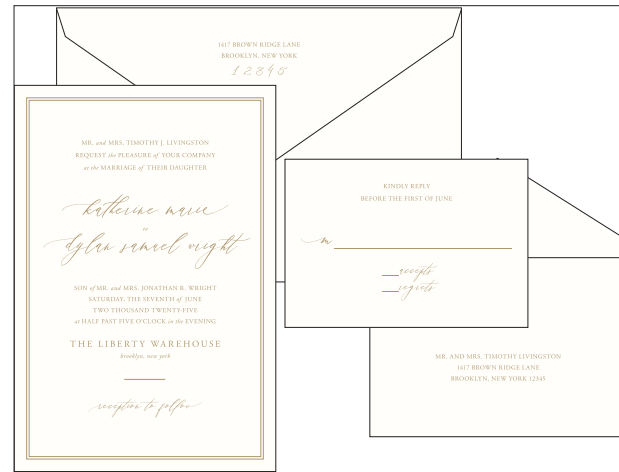 1417 BROWN RIDGE LANE
BROOKLYN, NEW YORK
12345
MR. and MRS. TIMOTHY J. LIVINGSTON
REQUEST the PLEASURE of YOUR COMPANY
at the MARRIAGE of THEIR DAUGHTER
katherine marie
to
dylan samuel wright
SON of MR. and MRS. JONATHAN R. WRIGHT
SATURDAY, THE SEVENTH of JUNE
TWO THOUSAND TWENTY-FIVE
at HALF PAST FIVE O'CLOCK in the EVENING
THE LIBERTY WAREHOUSE
brooklyn, new york
reception to follow
KINDLY REPLY
BEFORE THE FIRST OF JUNE
m
accepts
regrets
MR. AND MRS. TIMOTHY LIVINGSTON
1417 BROWN RIDGE LANE
BROOKLYN, NEW YORK 12345